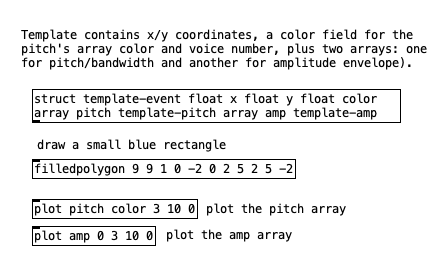 Template contains x/y coordinates, a color field for the
pitch's array color and voice number, plus two arrays: one
for pitch/bandwidth and another for amplitude envelope).
struct template-event float x float y float color
array pitch template-pitch array amp template-amp
draw a small blue rectangle
filledpolygon 9 9 1 0 -2 0 2 5 2 5 -2
plot pitch color 3 10 0 plot the pitch array
plot amp 0 3 10 0 plot the amp array